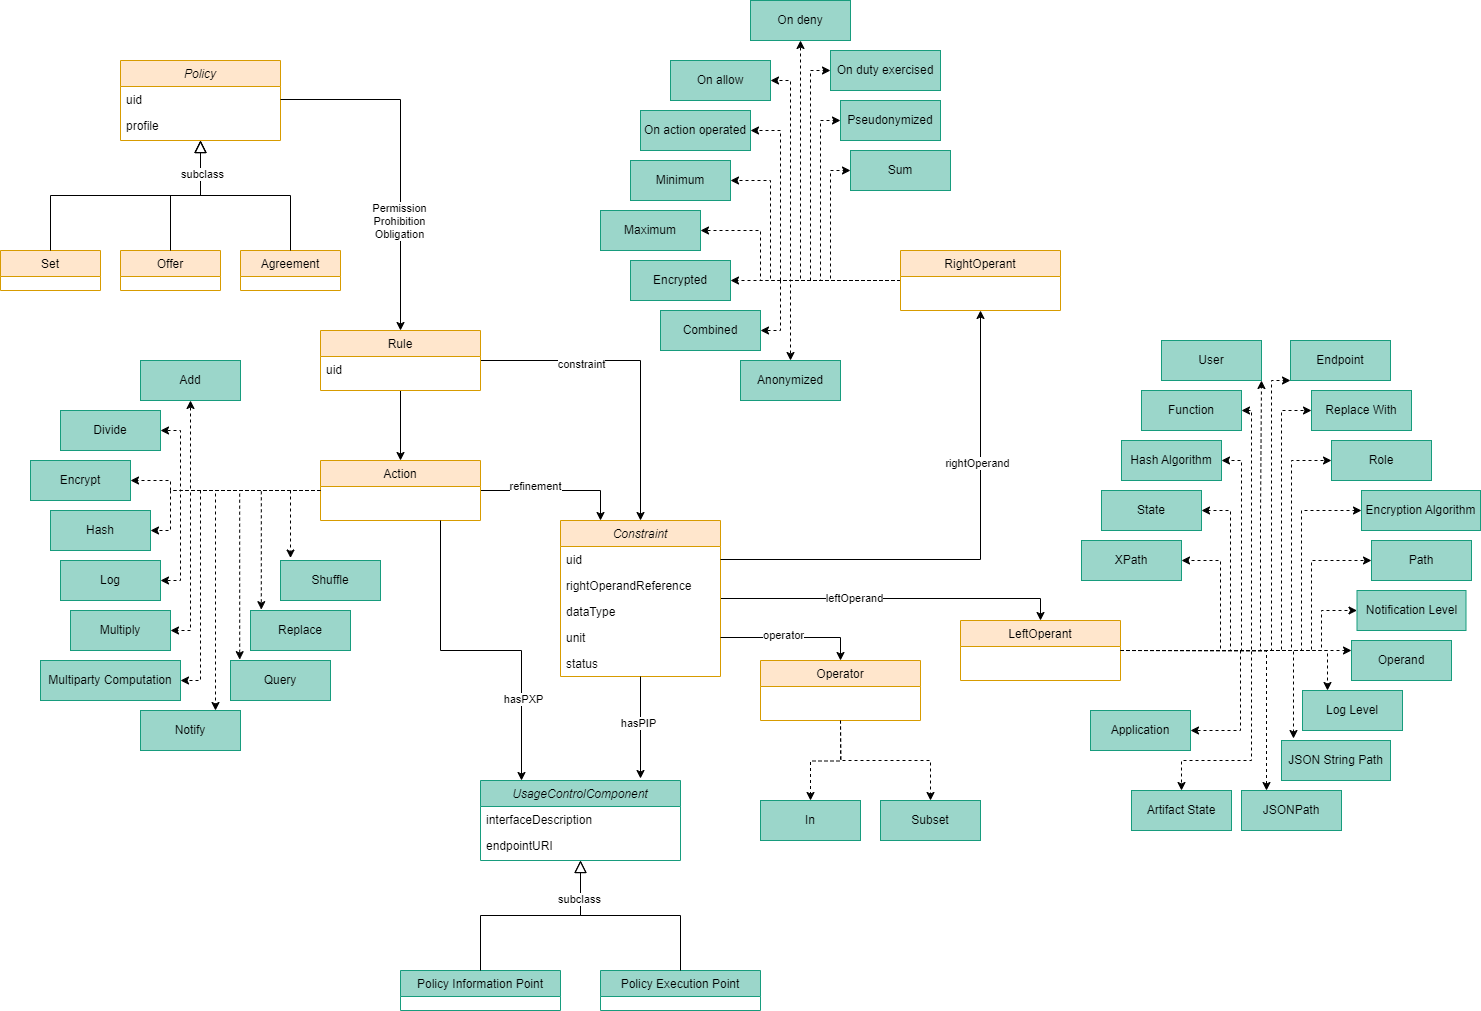 On deny
Policy
uid
profile
On allow
On duty exercised
On action operated
Pseudonymized
subclass
Minimum
Sum
Permission
Prohibition
Obligation
Maximum
Set
Offer
Agreement
Encrypted
RightOperant
Combined
Rule
uid
constraint
Anonymized
User
Endpoint
Add
Function
Replace With
Divide
Hash Algorithm
Role
rightOperand
Encrypt
Action
refinement
State
Encryption Algorithm
Hash
Constraint
uid
rightOperandReference
dataType
unit
status
XPath
Path
Log
Shuffle
leftOperand
Notification Level
Multiply
Replace
operator
LeftOperant
Operand
Multiparty Computation
Query
Operator
hasPXP
hasPIP
Log Level
Notify
Application
JSON String Path
UsageControlComponent
interfaceDescription
endpointURI
In
Subset
Artifact State
JSONPath
subclass
Policy Information Point
Policy Execution Point